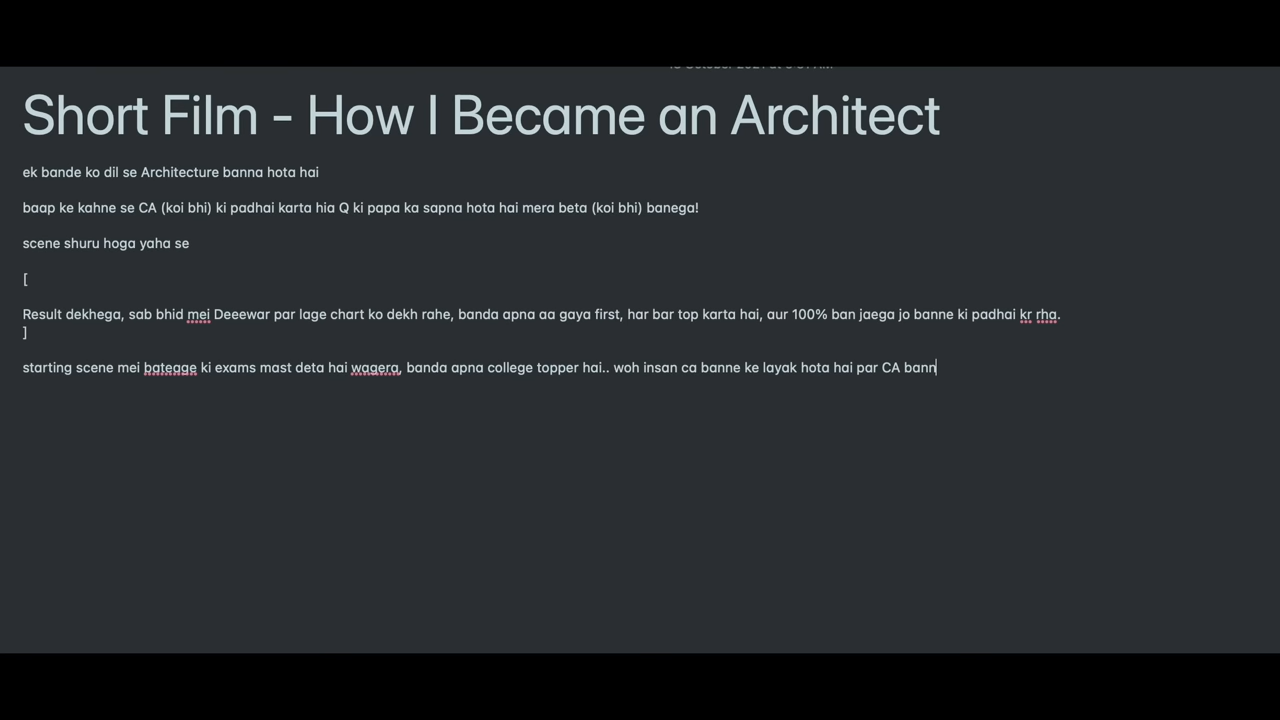 Short Film - How I Became an Architect
ek bande ko dil se Architecture banna hota hai
baap ke kahne se CA (koi bhi) ki padhai karta hia Q ki papa ka sapna hota hai mera beta (koi bhi) banega!
scene shuru hoga yaha se
[
Result dekhega, sab bhid mei Deeewar par lage chart ko dekh rahe, banda apna aa gaya first, har bar top karta hai, aur 100% ban jaega jo banne ki padhai kr rha.
]
starting scene mei bateage ki exams mast deta hai wagera, banda apna college topper hai.. woh insan ca banne ke layak hota hai par CA bann